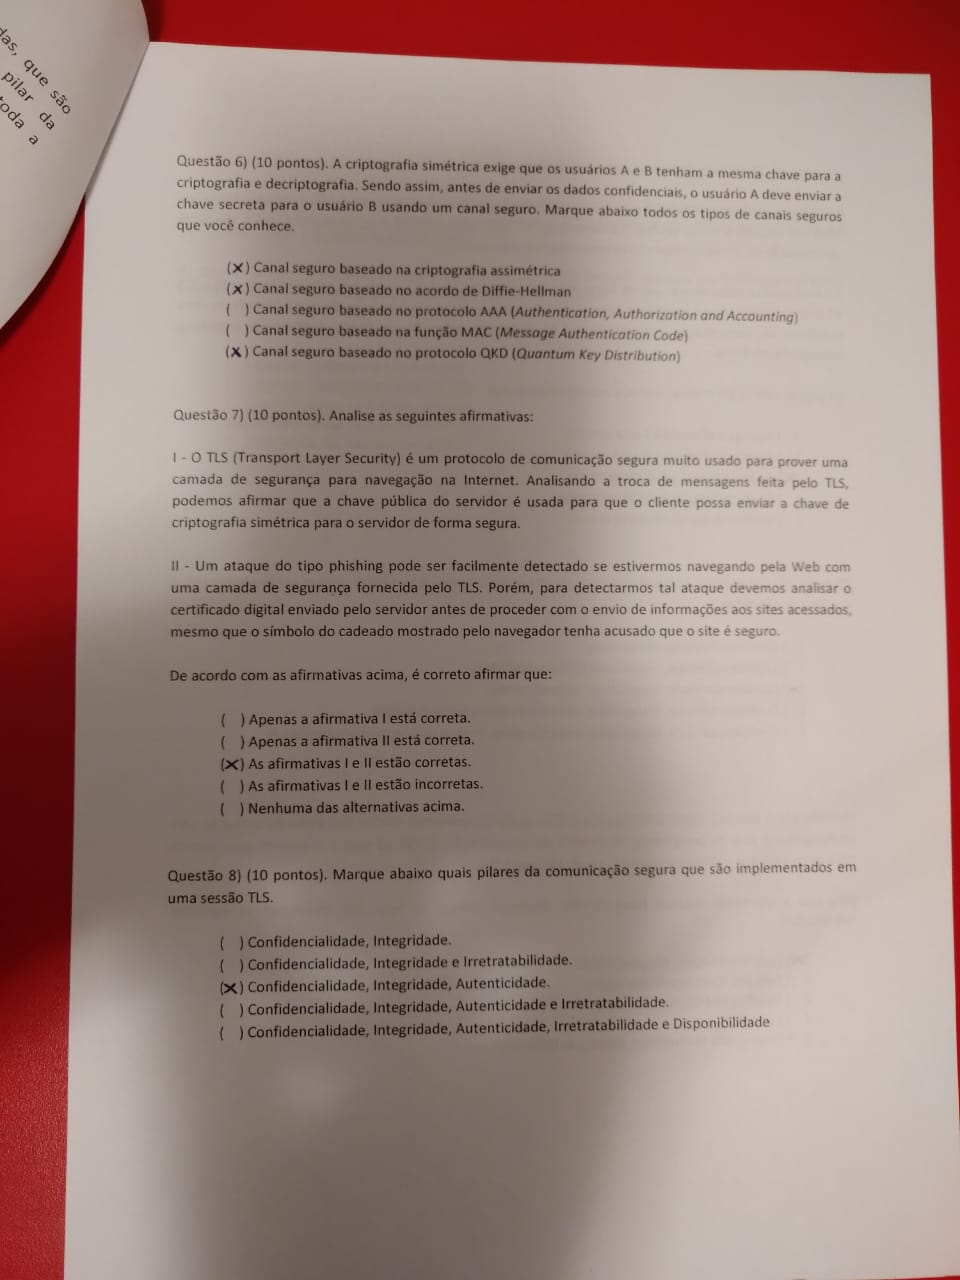 das, que são
pilar da
toda a
Questão 6) (10 pontos). A criptografia simétrica exige que os usuários A e B tenham a mesma chave para a
criptografia e decriptografia. Sendo assim, antes de enviar os dados confidenciais, o usuário A deve enviar a
chave secreta para o usuário B usando um canal seguro. Marque abaixo todos os tipos de canais seguros
que você conhece.
(X) Canal seguro baseado na criptografia assimétrica
(X) Canal seguro baseado no acordo de Diffie-Hellman
( ) Canal seguro baseado no protocolo AAA (Authentication, Authorization and Accounting)
( ) Canal seguro baseado na função MAC (Message Authentication Code)
(X) Canal seguro baseado no protocolo QKD (Quantum Key Distribution)
Questão 7) (10 pontos). Analise as seguintes afirmativas:
I - O TLS (Transport Layer Security) é um protocolo de comunicação segura muito usado para prover uma
camada de segurança para navegação na Internet. Analisando a troca de mensagens feita pelo TLS,
podemos afirmar que a chave pública do servidor é usada para que o cliente possa enviar a chave de
criptografia simétrica para o servidor de forma segura.
II - Um ataque do tipo phishing pode ser facilmente detectado se estivermos navegando pela Web com
uma camada de segurança fornecida pelo TLS. Porém, para detectarmos tal ataque devemos analisar o
certificado digital enviado pelo servidor antes de proceder com o envio de informações aos sites acessados,
mesmo que o símbolo do cadeado mostrado pelo navegador tenha acusado que o site é seguro.
De acordo com as afirmativas acima, é correto afirmar que:
( ) Apenas a afirmativa I está correta.
( ) Apenas a afirmativa II está correta.
(X) As afirmativas I e II estão corretas.
( ) As afirmativas I e II estão incorretas.
( ) Nenhuma das alternativas acima.
Questão 8) (10 pontos). Marque abaixo quais pilares da comunicação segura que são implementados em
uma sessão TLS.
( ) Confidencialidade, Integridade.
( ) Confidencialidade, Integridade e Irretratabilidade.
(X) Confidencialidade, Integridade, Autenticidade.
( ) Confidencialidade, Integridade, Autenticidade e Irretratabilidade.
( ) Confidencialidade, Integridade, Autenticidade, Irretratabilidade e Disponibilidade